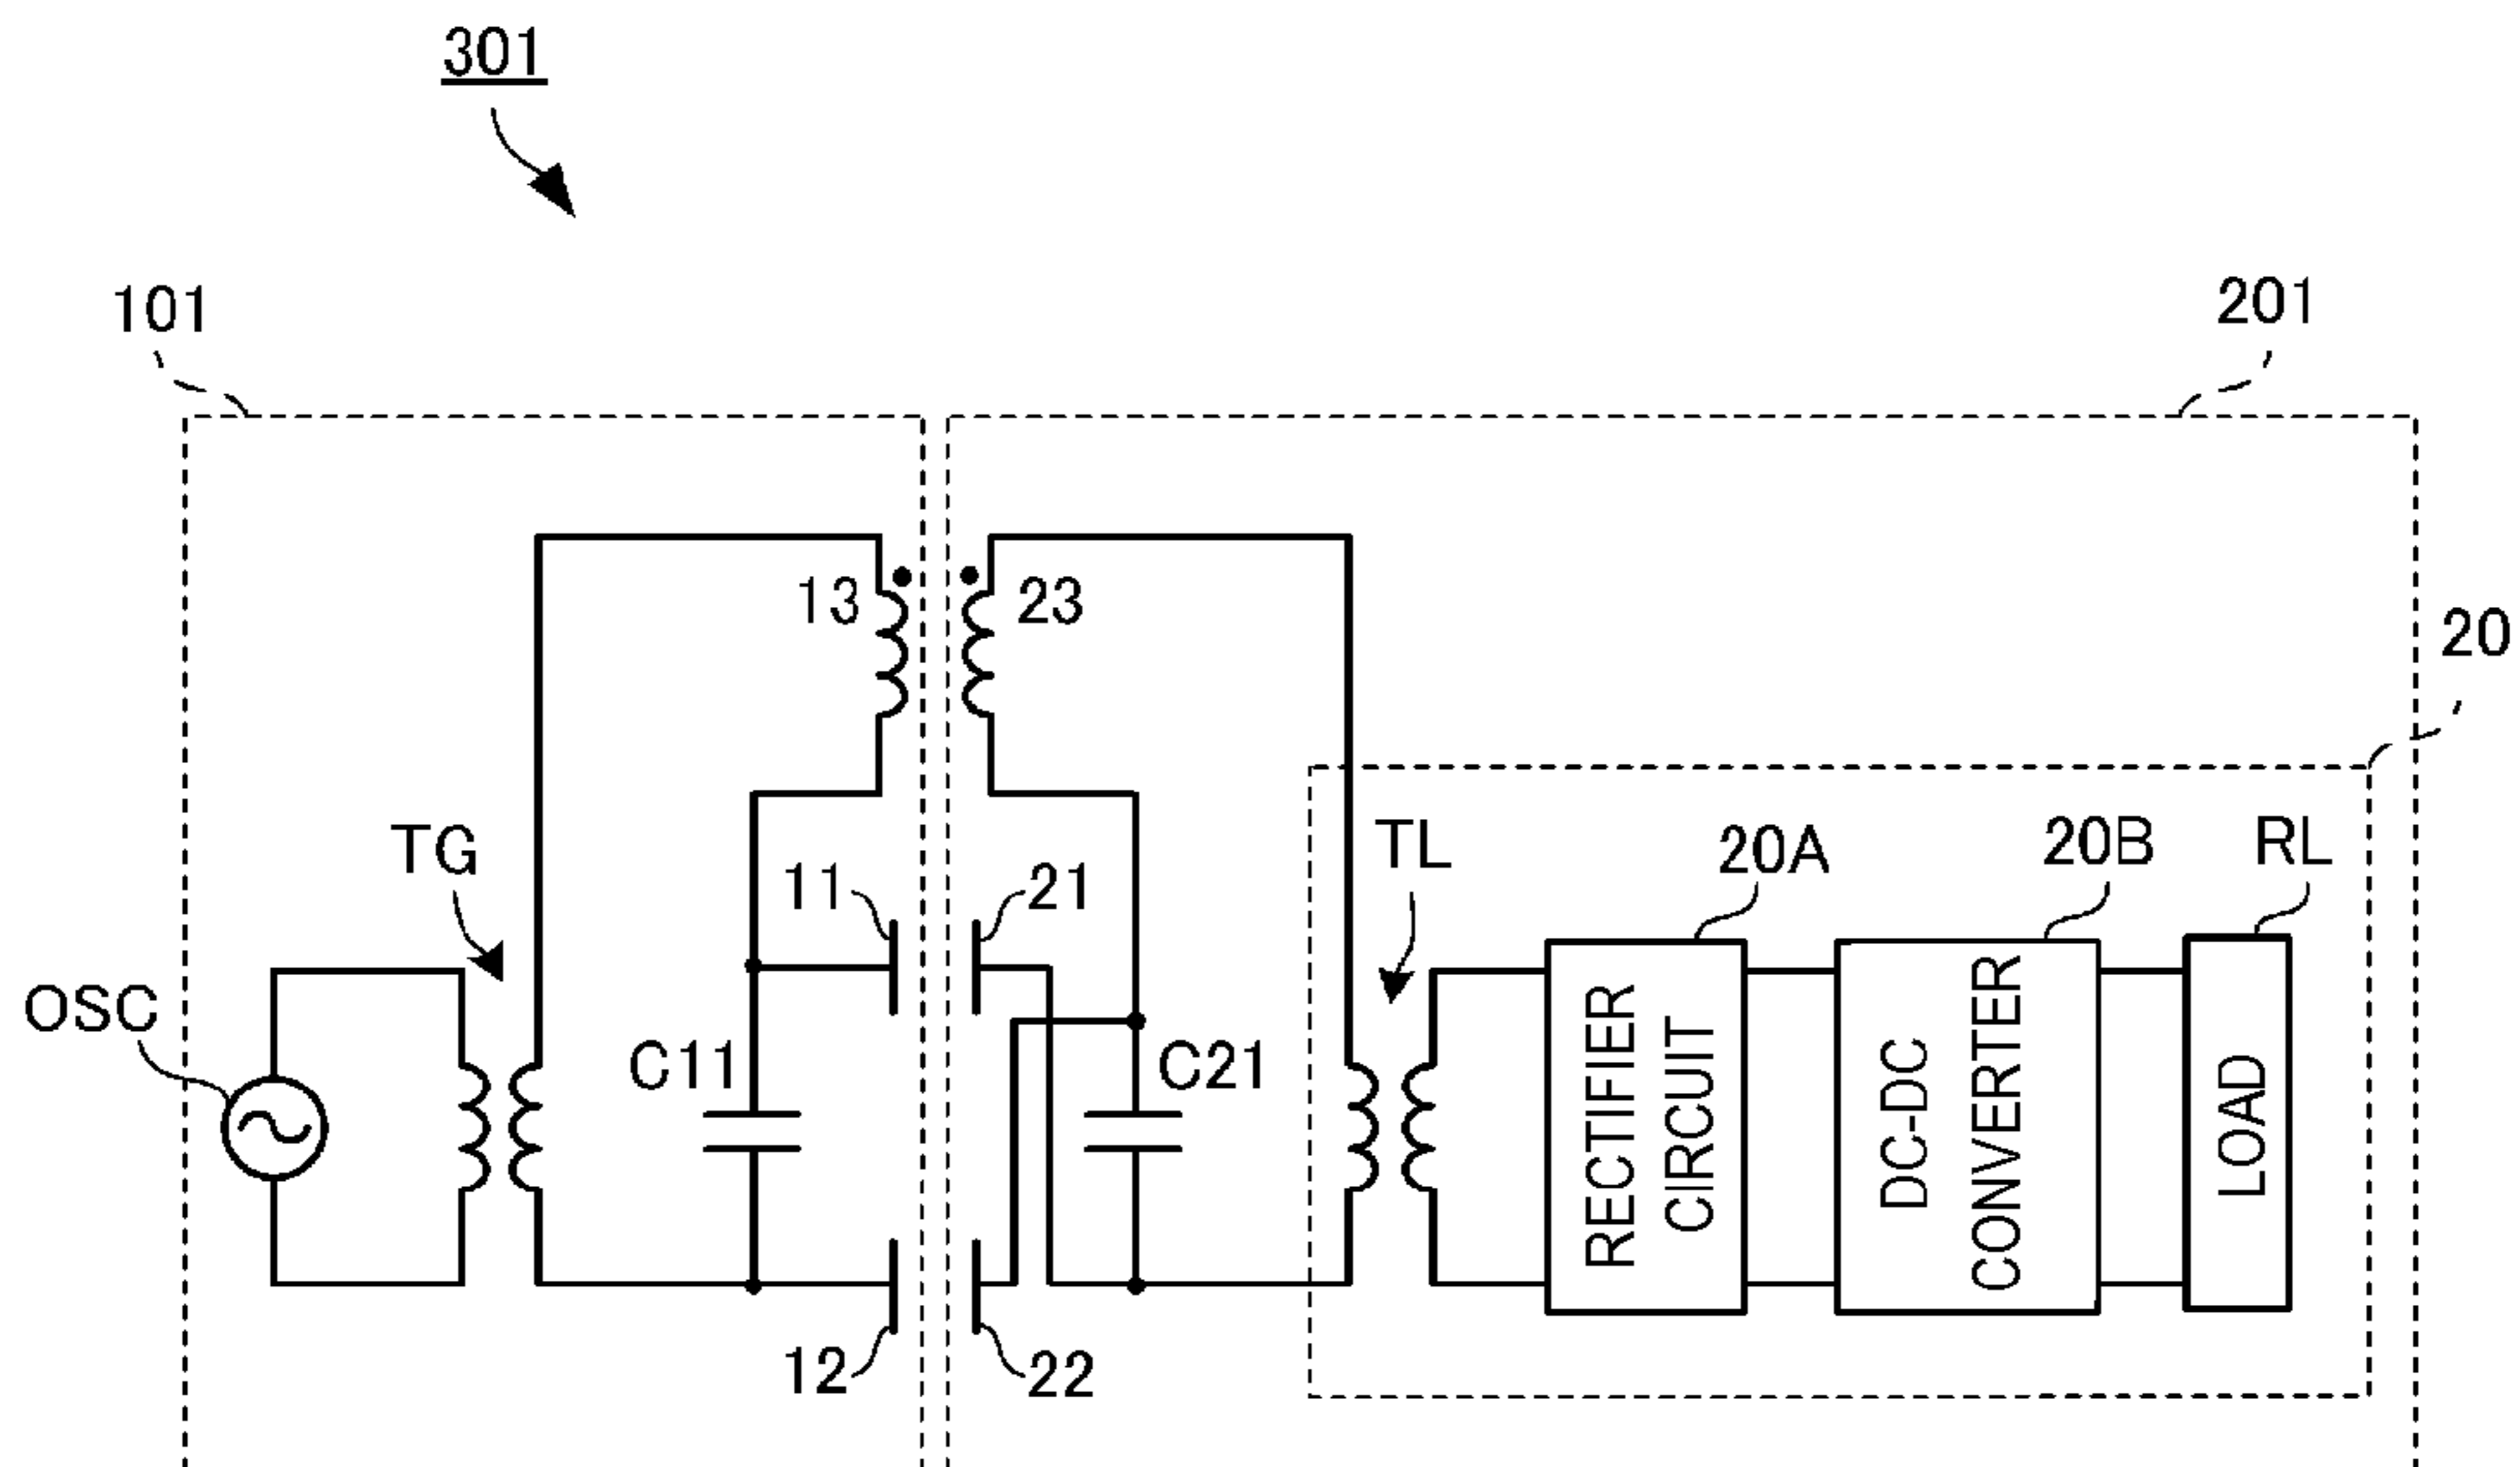 301
101
201
13
23
20
TG
11
21
TL
20A
20B
RL
OSC
C11
C21
RECTIFIER
CIRCUIT
DC-DC
CONVERTER
LOAD
12
22